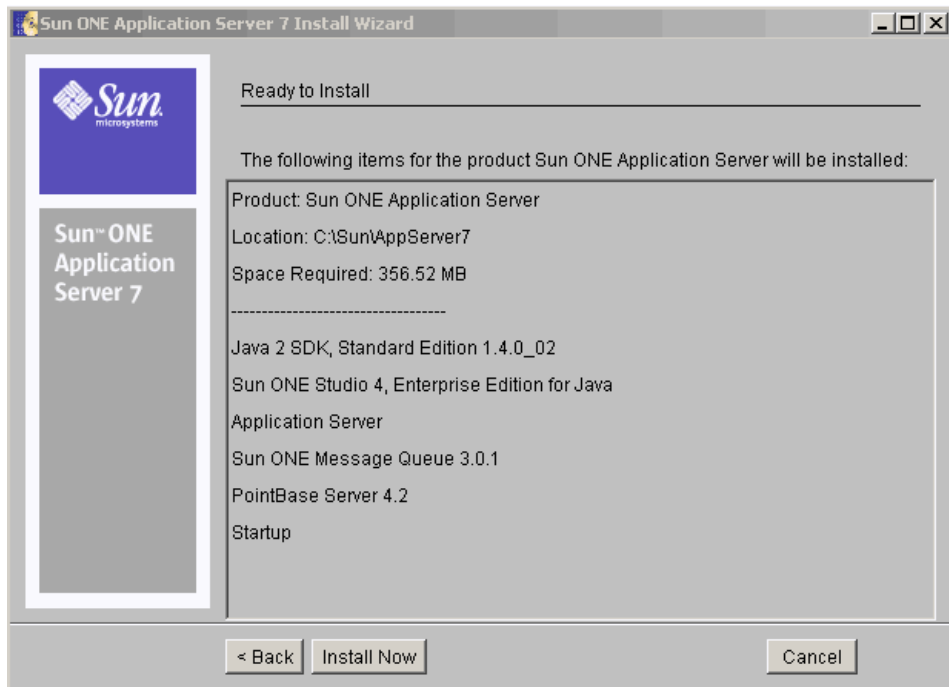 Sun ONE Application Server 7 Install Wizard
Sun
microsystems
Sun™ ONE
Application
Server 7
Ready to Install
The following items for the product Sun ONE Application Server will be installed:
Product: Sun ONE Application Server
Location: C:\Sun\AppServer7
Space Required: 356.52 MB
-----------------------------------
Java 2 SDK, Standard Edition 1.4.0_02
Sun ONE Studio 4, Enterprise Edition for Java
Application Server
Sun ONE Message Queue 3.0.1
PointBase Server 4.2
Startup
< Back
Install Now
Cancel